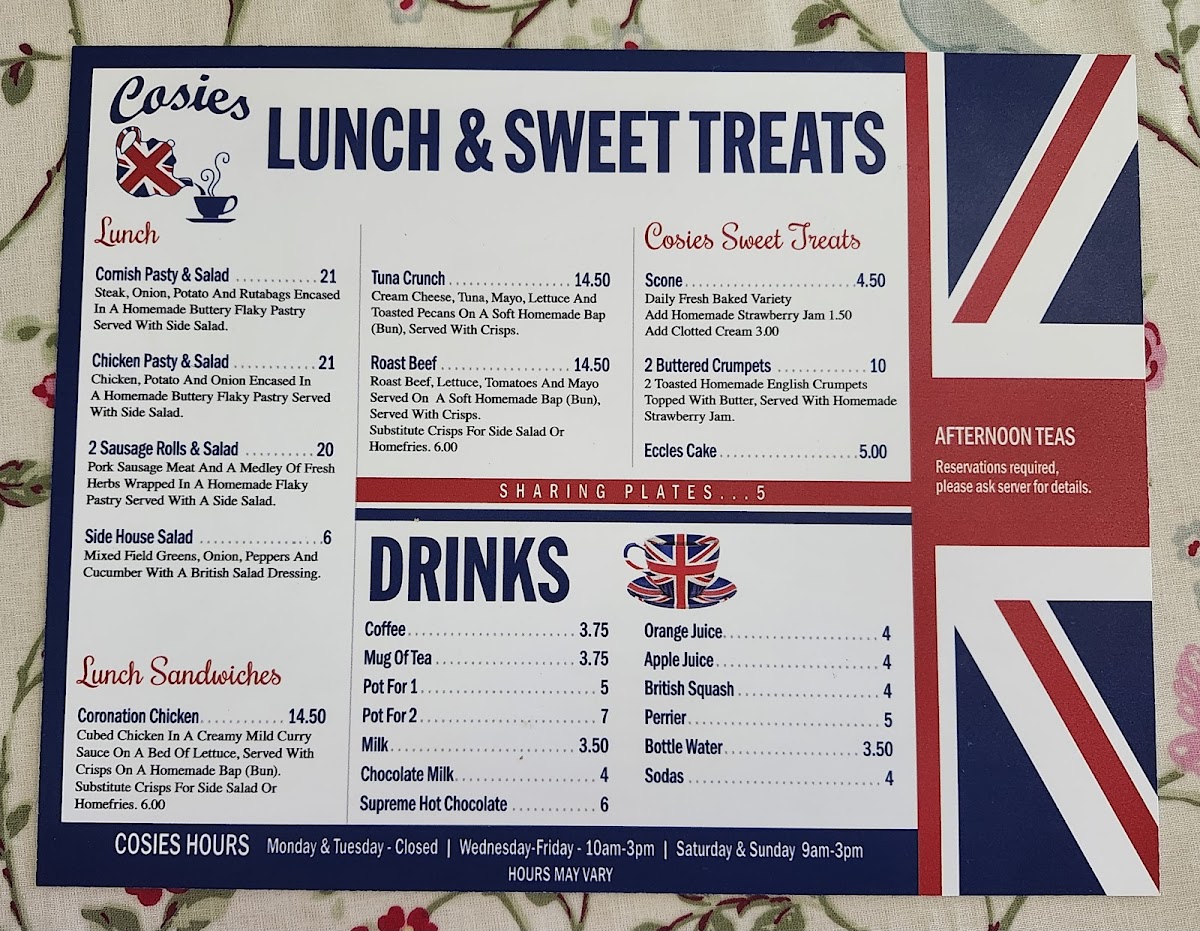 Cosies
LUNCH & SWEET TREATS
Lunch
Cornish Pasty & Salad ............ 21
Steak, Onion, Potato And Rutabags Encased
In A Homemade Buttery Flaky Pastry
Served With Side Salad.
Chicken Pasty & Salad ............ 21
Chicken, Potato And Onion Encased In
A Homemade Buttery Flaky Pastry Served
With Side Salad.
2 Sausage Rolls & Salad ........... 20
Pork Sausage Meat And A Medley Of Fresh
Herbs Wrapped In A Homemade Flaky
Pastry Served With A Side Salad.
Side House Salad ..................6
Mixed Field Greens, Onion, Peppers And
Cucumber With A British Salad Dressing.
Lunch Sandwiches
Coronation Chicken............ 14.50
Cubed Chicken In A Creamy Mild Curry
Sauce On A Bed Of Lettuce, Served With
Crisps On A Homemade Bap (Bun).
Substitute Crisps For Side Salad Or
Homefries. 6.00
Tuna Crunch ................... 14.50
Cream Cheese, Tuna, Mayo, Lettuce And
Toasted Pecans On A Soft Homemade Bap
(Bun), Served With Crisps.
Roast Beef .................... 14.50
Roast Beef, Lettuce, Tomatoes And Mayo
Served On A Soft Homemade Bap (Bun),
Served With Crisps.
Substitute Crisps For Side Salad Or
Homefries. 6.00
Cosies Sweet Treats
Scone..........................4.50
Daily Fresh Baked Variety
Add Homemade Strawberry Jam 1.50
Add Clotted Cream 3.00
2 Buttered Crumpets ............. 10
2 Toasted Homemade English Crumpets
Topped With Butter, Served With Homemade
Strawberry Jam.
Eccles Cake.....................5.00
SHARING PLATES...5
DRINKS
Coffee......................... 3.75
Mug Of Tea..................... 3.75
Pot For 1.......................... 5
Pot For 2.......................... 7
Milk........................... 3.50
Chocolate Milk..................... 4
Supreme Hot Chocolate ............ 6
Orange Juice....................... 4
Apple Juice........................ 4
British Squash .................... 4
Perrier............................ 5
Bottle Water................... 3.50
Sodas ............................. 4
AFTERNOON TEAS
Reservations required,
please ask server for details.
COSIES HOURS Monday & Tuesday - Closed | Wednesday-Friday - 10am-3pm | Saturday & Sunday 9am-3pm
HOURS MAY VARY